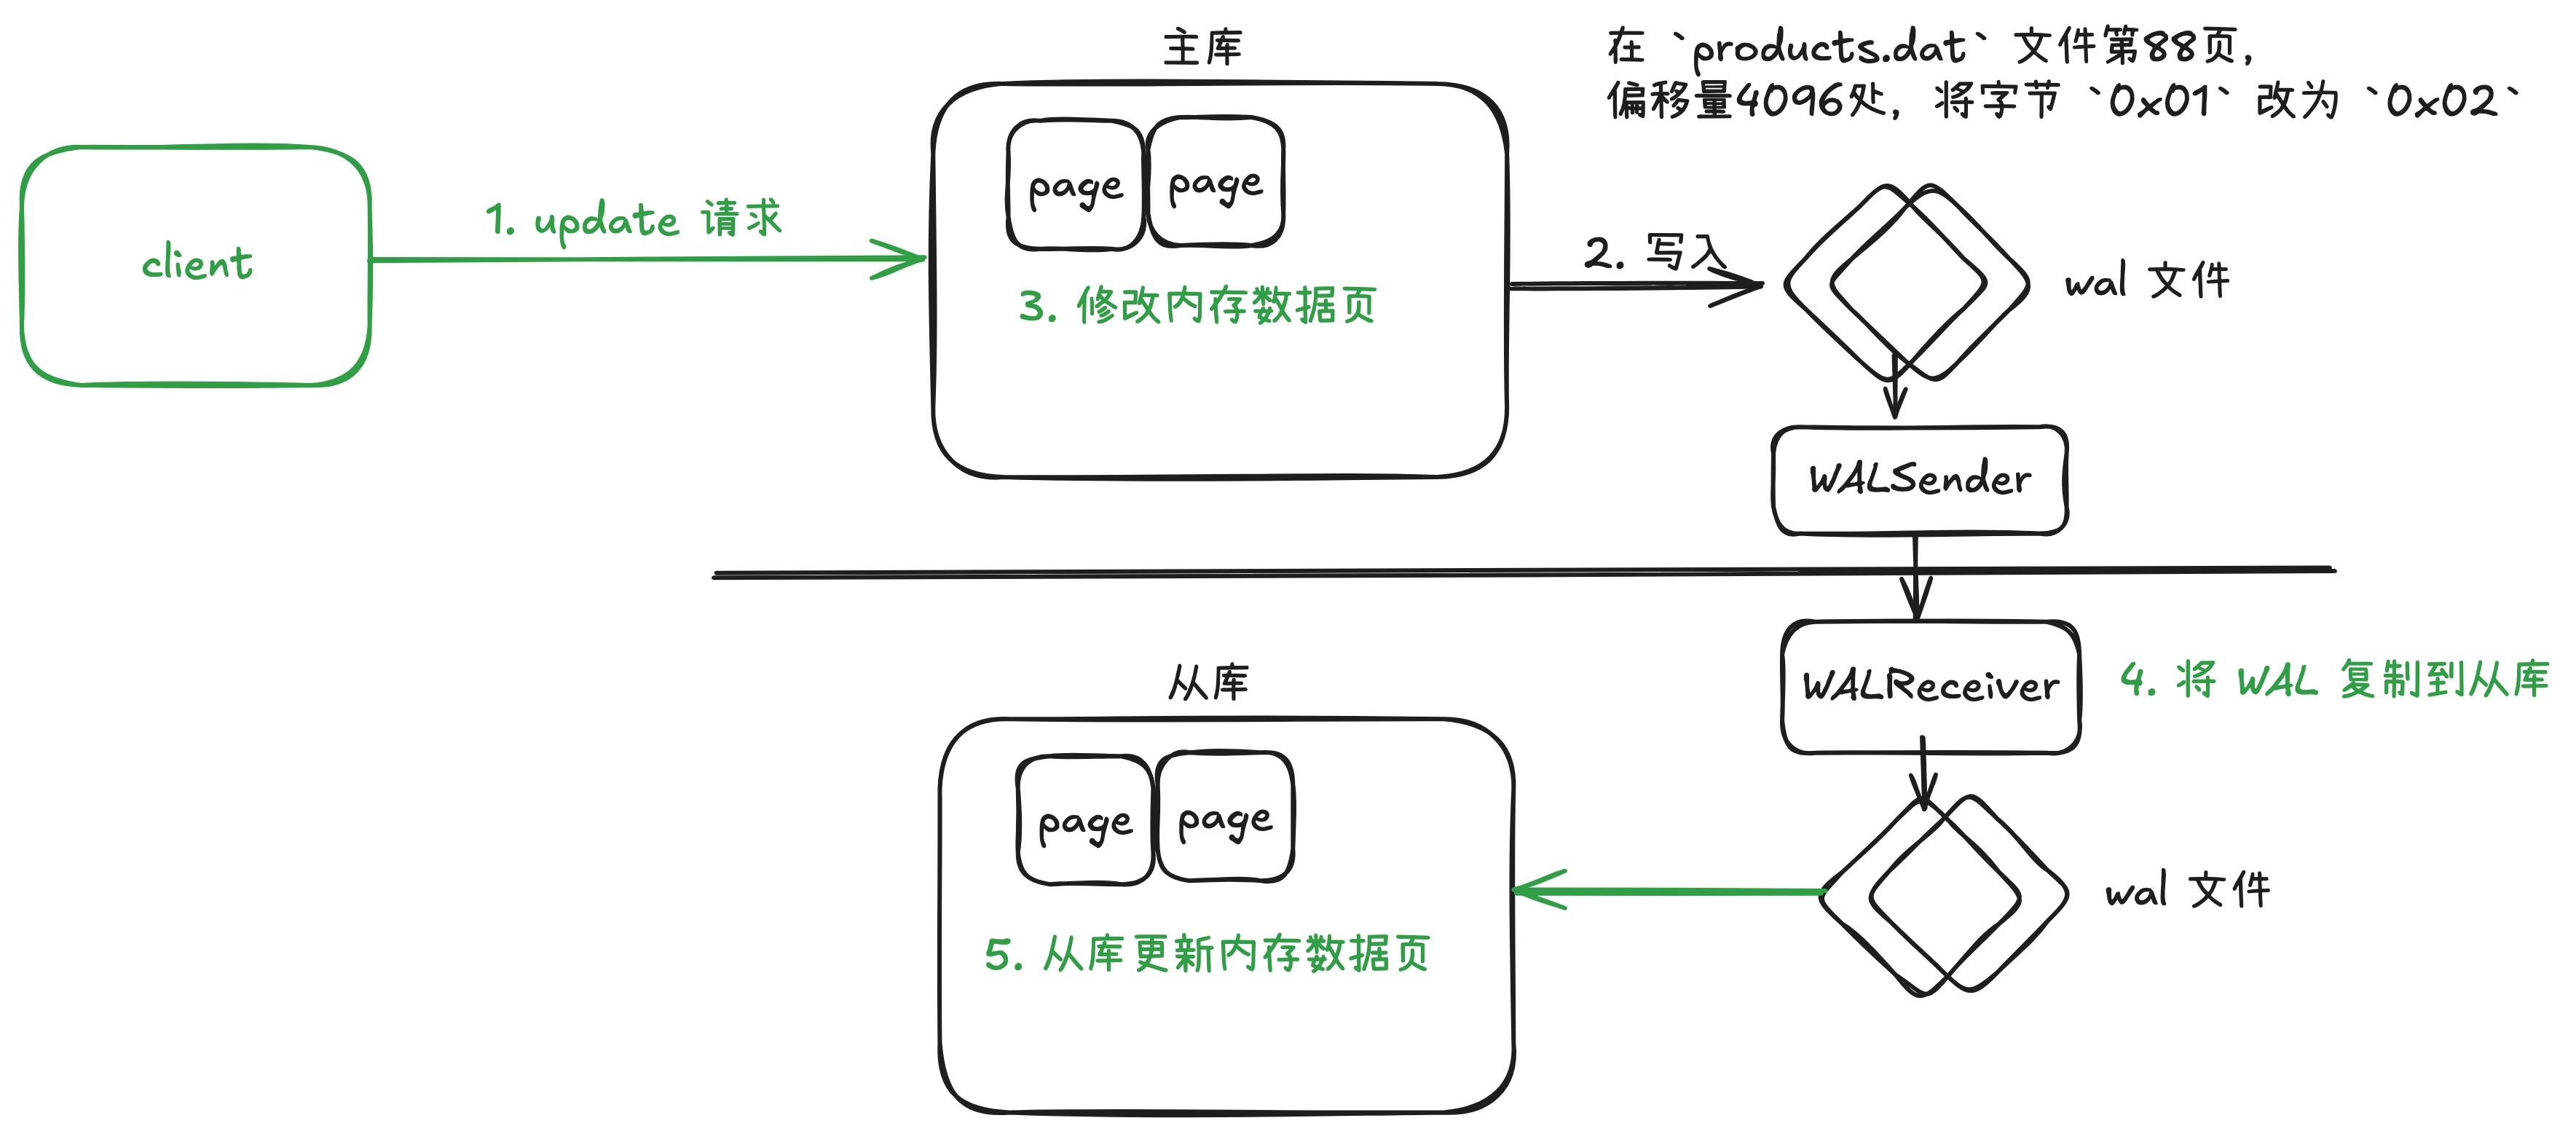 主库
在 `products.dat` 文件第88页，
偏移量4096处，将字节 `0x01` 改为 `0x02`
client
1. update 请求
page
page
3. 修改内存数据页
2. 写入
wal 文件
WALSender
WALReceiver
4. 将 WAL 复制到从库
从库
page
page
5. 从库更新内存数据页
wal 文件